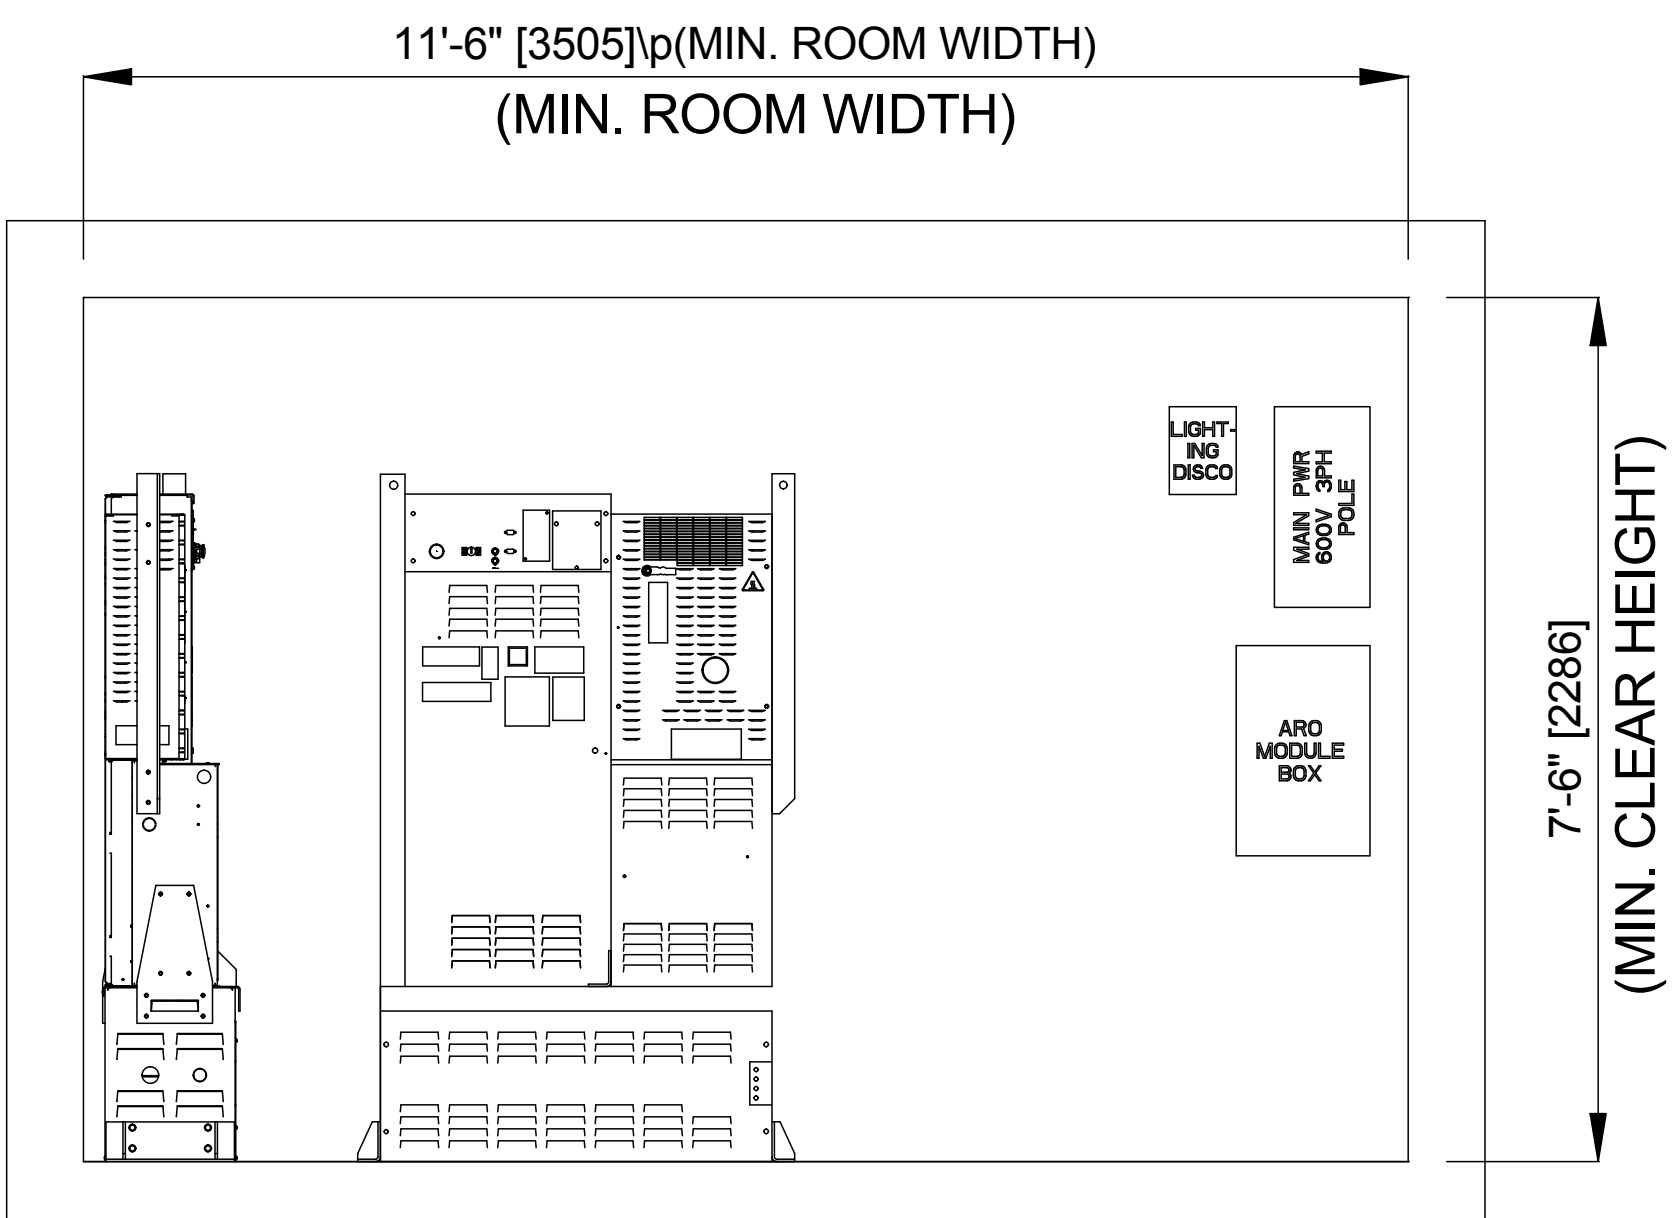 11'-6" [3505]\p(MIN. ROOM WIDTH)
(MIN. ROOM WIDTH)
LIGHT-
ING
DISCO
MAIN PWR
600V 3PH
POLE
ARO
MODULE
BOX
7'-6" [2286]
(MIN. CLEAR HEIGHT)